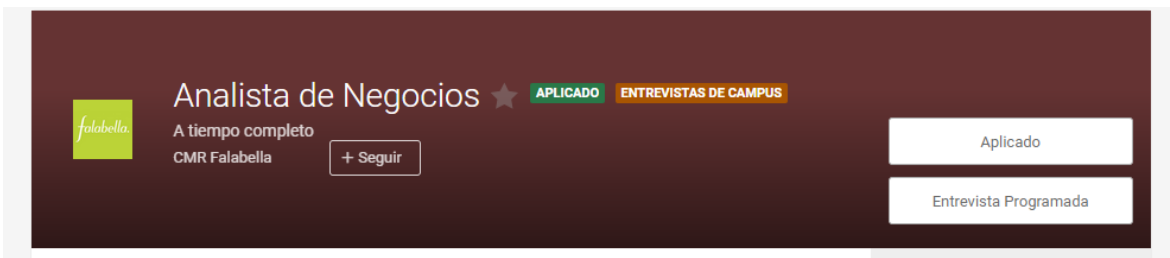 falabella.
Analista de Negocios APLICADO ENTREVISTAS DE CAMPUS
A tiempo completo
CMR Falabella + Seguir
Aplicado
Entrevista Programada